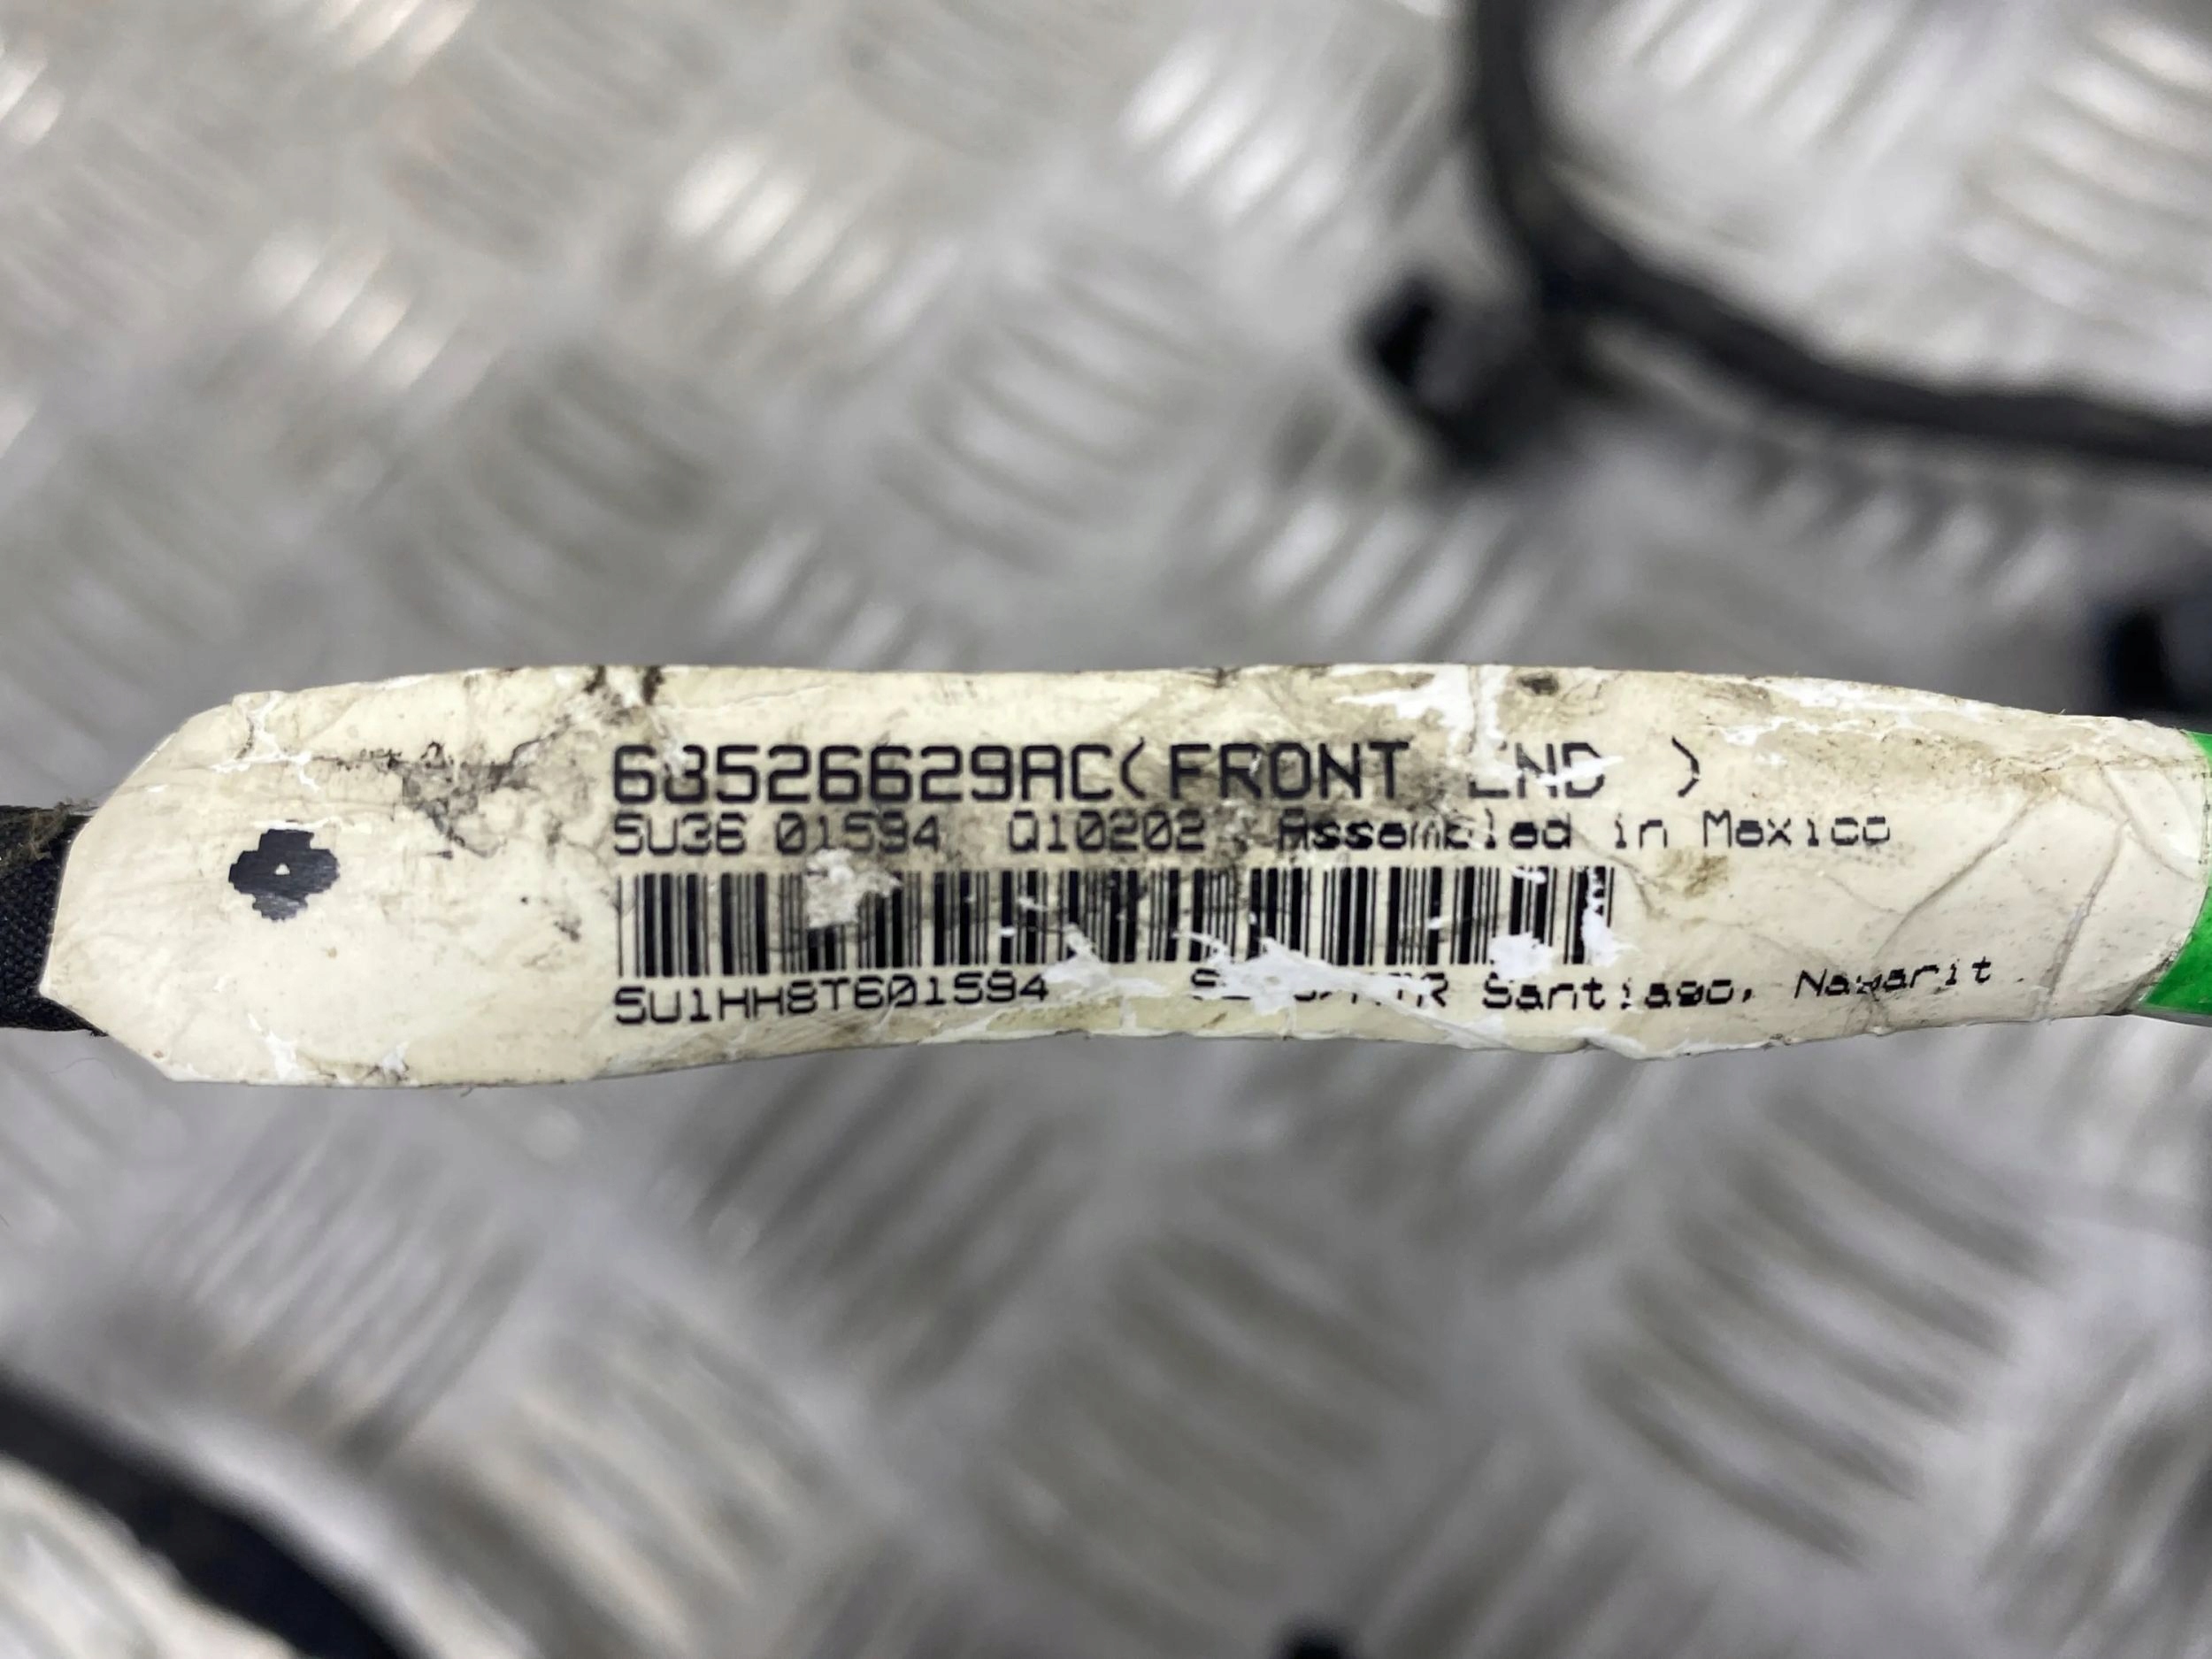 68526629AC(FRONT END )
5U36 01594 Q10202 Assembled in Mexico
5U1HH8T601594 Santiago, Nayarit